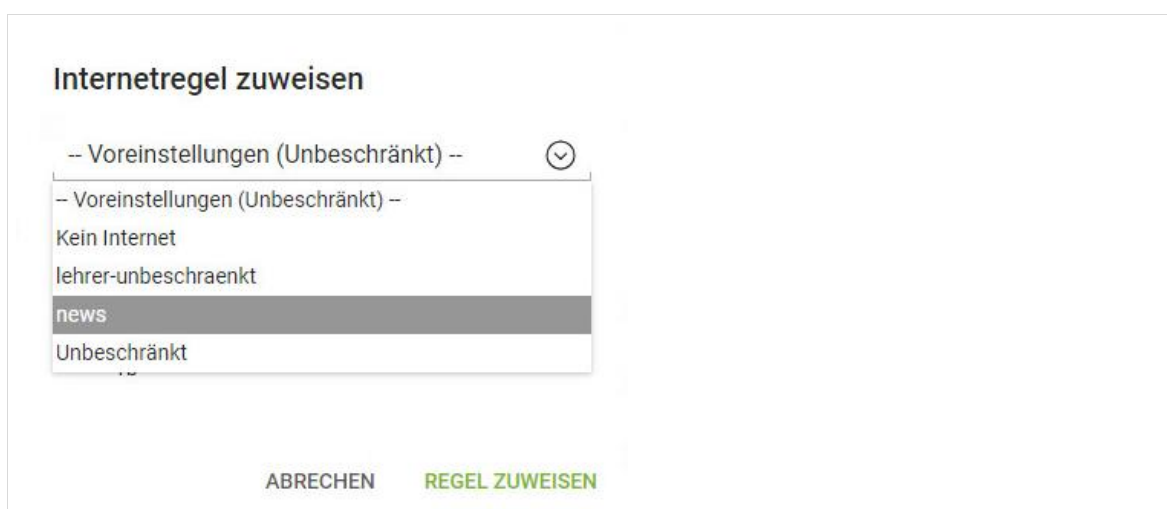 Internetregel zuweisen
-- Voreinstellungen (Unbeschränkt) --
-- Voreinstellungen (Unbeschränkt) --
Kein Internet
lehrer-unbeschraenkt
news
Unbeschränkt
ABRECHEN REGEL ZUWEISEN